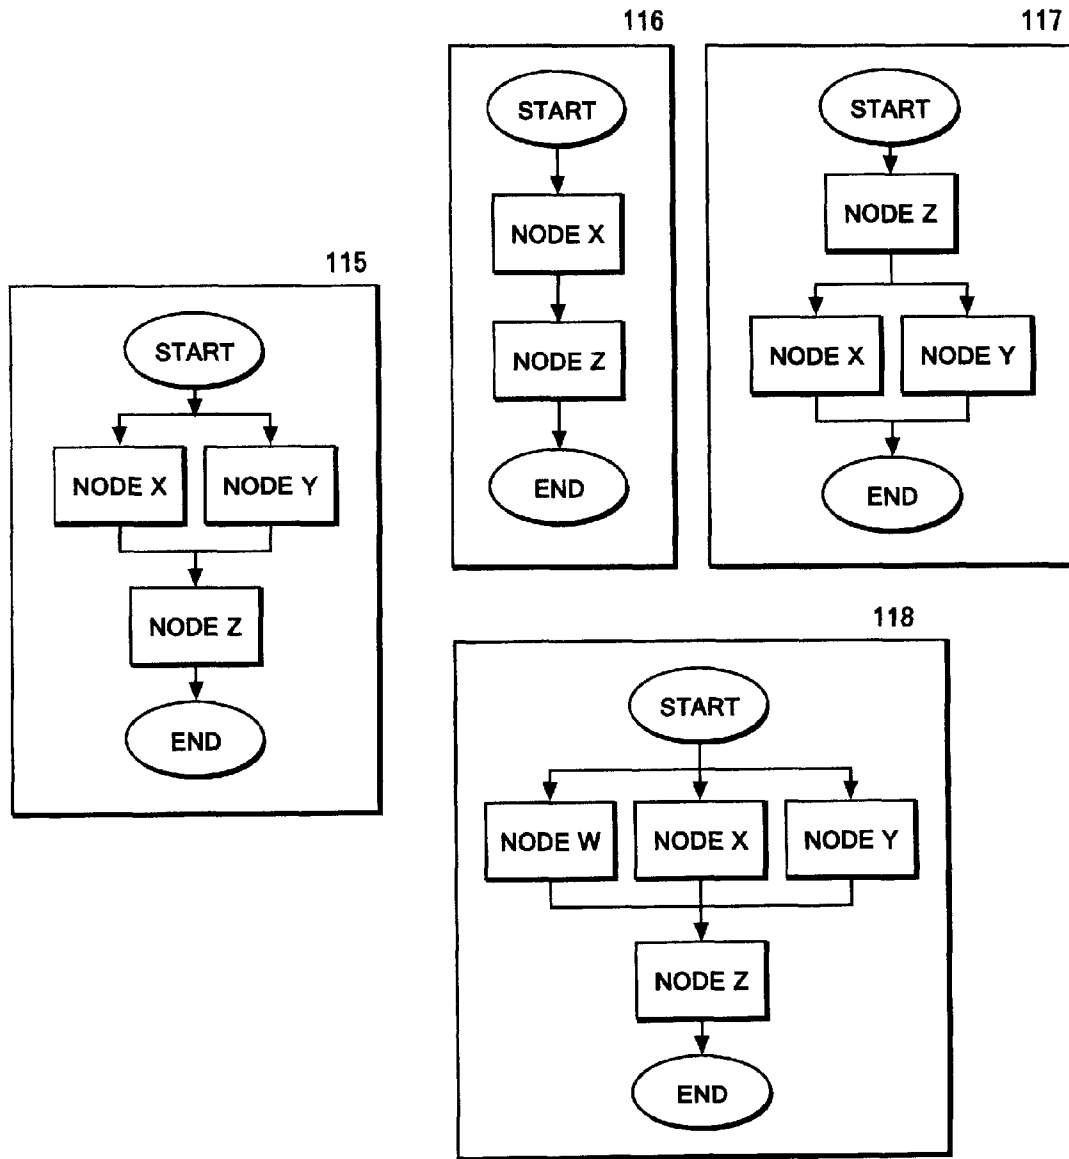 115
START
NODE X
NODE Y
NODE Z
END
116
START
NODE X
NODE Z
END
117
START
NODE Z
NODE X
NODE Y
END
118
START
NODE W
NODE X
NODE Y
NODE Z
END